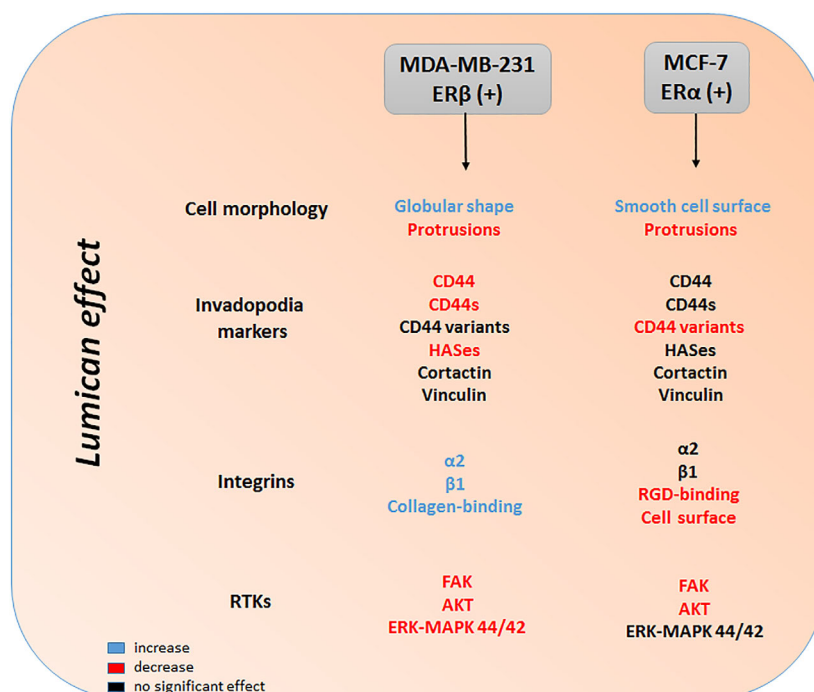 MDA-MB-231
ERβ (+)
MCF-7
ERα (+)
Lumican effect
Cell morphology
Globular shape
Protrusions
Smooth cell surface
Protrusions
Invadopodia
markers
CD44
CD44s
CD44 variants
HASes
Cortactin
Vinculin
CD44
CD44s
CD44 variants
HASes
Cortactin
Vinculin
Integrins
α2
β1
Collagen-binding
α2
β1
RGD-binding
Cell surface
RTKs
FAK
AKT
ERK-MAPK 44/42
FAK
AKT
ERK-MAPK 44/42
increase
decrease
no significant effect